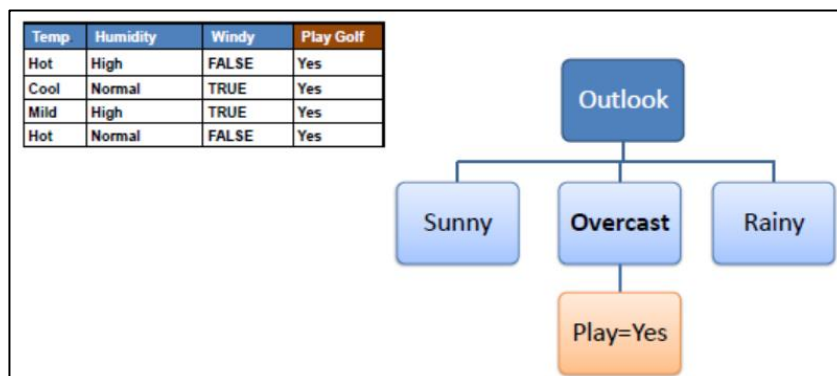 Temp. Humidity Windy Play Golf
Hot High FALSE Yes
Cool Normal TRUE Yes
Mild High TRUE Yes
Hot Normal FALSE Yes
Outlook
Sunny Overcast Rainy
Play=Yes